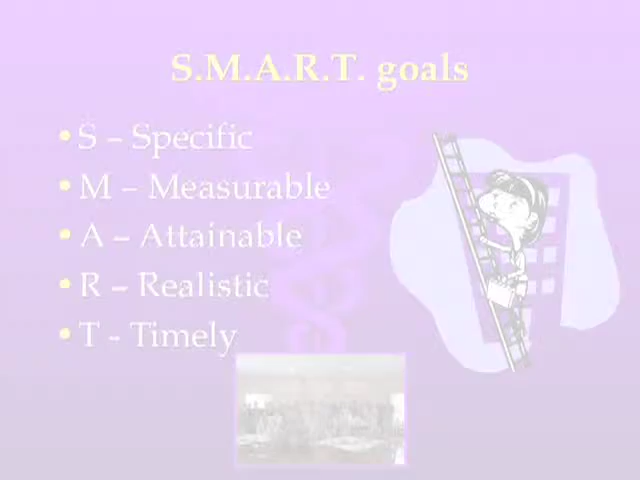 S.M.A.R.T. goals
• S – Specific
• M – Measurable
• A – Attainable
• R – Realistic
• T - Timely